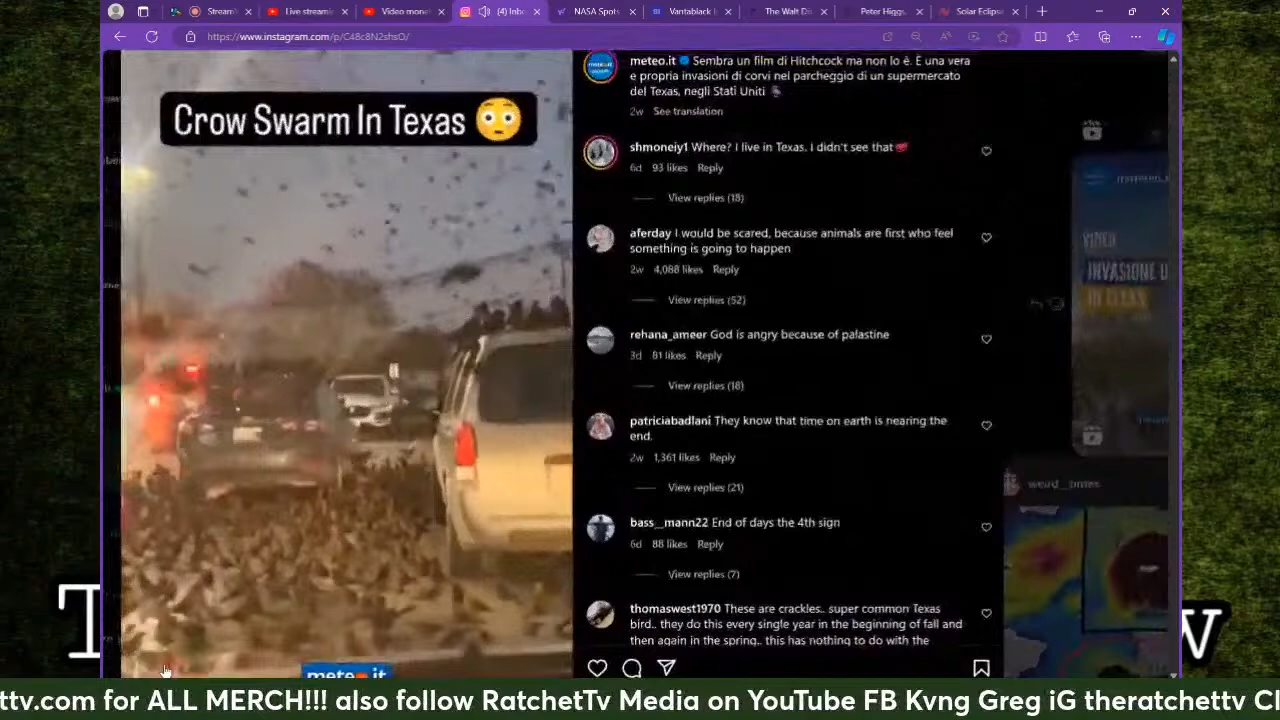 Stream
Live streami
Video mone
(4) Inb
NASA Spots
Vantablack
The Walt Di
Peter Higgs
Solar Eclips
https://www.instagram.com/p/C48c8N2shsO/
Crow Swarm In Texas 😳
meteo.it
meteo.it Sembra un film di Hitchcock ma non lo è. È una vera
e propria invasioni di corvi nel parcheggio di un supermercato
del Texas, negli Stati Uniti
2w See translation
shmoneiy1 Where? I live in Texas. I didn't see that
6d 93 likes Reply
View replies (18)
aferday I would be scared, because animals are first who feel
something is going to happen
2w 4,088 likes Reply
View replies (52)
rehana_ameer God is angry because of palastine
3d 81 likes Reply
View replies (18)
patriciabadlani They know that time on earth is nearing the
end.
2w 1,361 likes Reply
View replies (21)
bass__mann22 End of days the 4th sign
6d 88 likes Reply
View replies (7)
thomaswest1970 These are crackles.. super common Texas
bird.. they do this every single year in the beginning of fall and
then again in the spring.. this has nothing to do with the
VIDEO
INVASIONE
IN TEXAS
weird__times
T
W
ttv.com for ALL MERCH!!! also follow RatchetTv Media on YouTube FB Kvng Greg iG theratchettv C